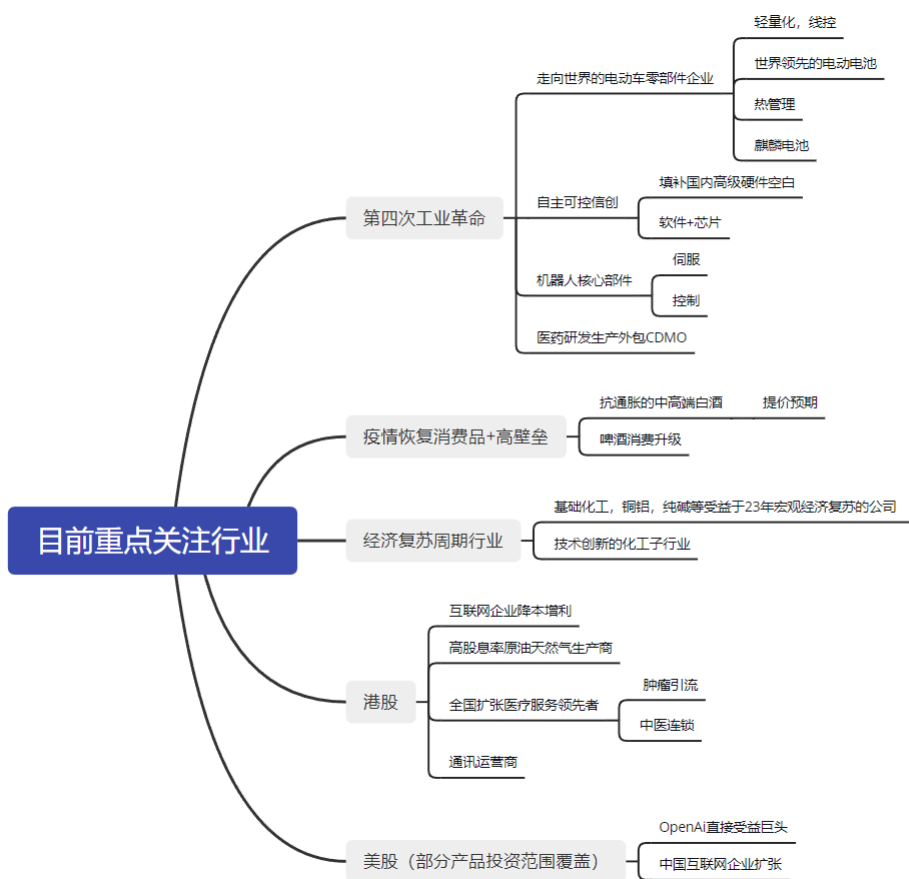 目前重点关注行业
第四次工业革命
走向世界的电动车零部件企业
轻量化，线控
世界领先的电动电池
热管理
麒麟电池
自主可控信创
填补国内高级硬件空白
软件+芯片
机器人核心部件
伺服
控制
医药研发生产外包CDMO
疫情恢复消费品+高壁垒
抗通胀的中高端白酒
提价预期
啤酒消费升级
经济复苏周期行业
基础化工，铜铝，纯碱等受益于23年宏观经济复苏的公司
技术创新的化工子行业
港股
互联网企业降本增利
高股息率原油天然气生产商
全国扩张医疗服务领先者
肿瘤引流
中医连锁
通讯运营商
美股（部分产品投资范围覆盖）
OpenAi直接受益巨头
中国互联网企业扩张